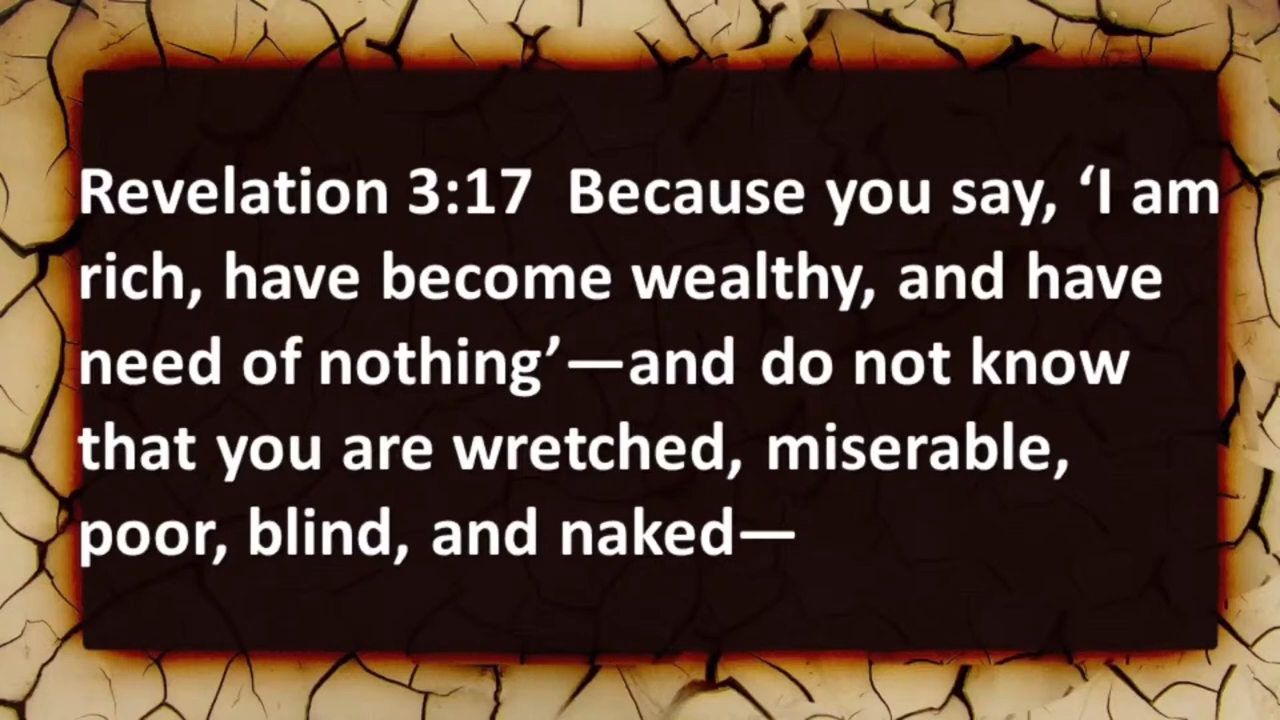 Revelation 3:17  Because you say, ‘I am
rich, have become wealthy, and have
need of nothing’—and do not know
that you are wretched, miserable,
poor, blind, and naked—